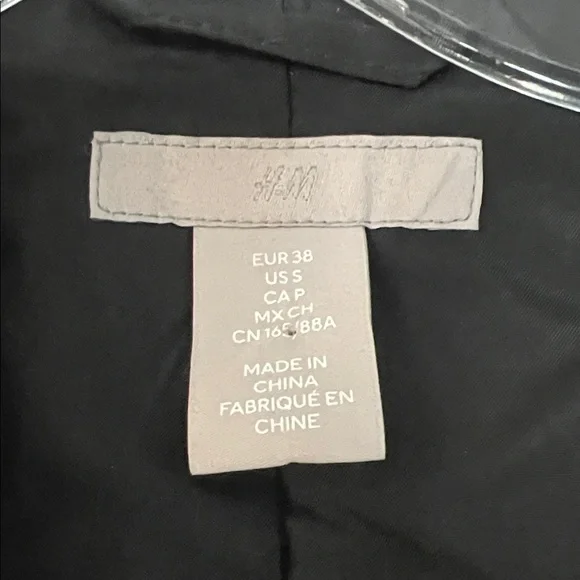 H&M
EUR 38
US S
CA P
MX CH
CN 165/88A
MADE IN
CHINA
FABRIQUÉ EN
CHINE